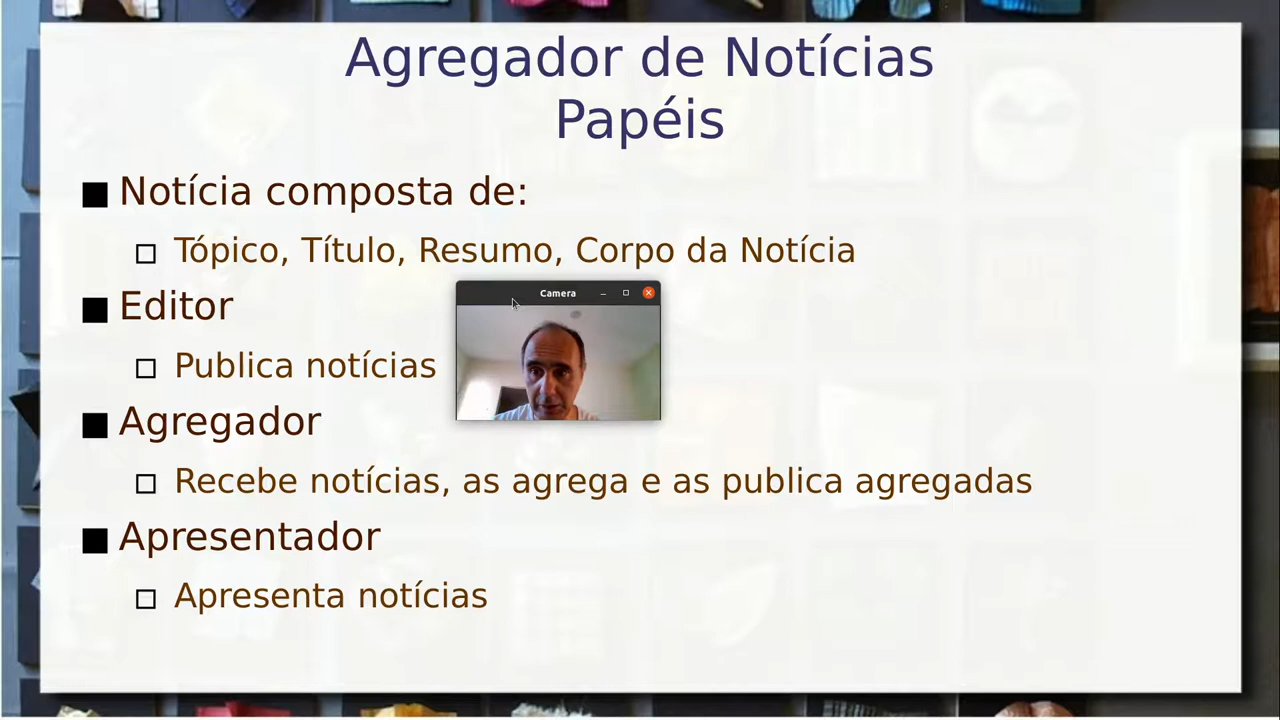 Agregador de Notícias
Papéis
Notícia composta de:
Tópico, Título, Resumo, Corpo da Notícia
Editor
Camera
Publica notícias
Agregador
Recebe notícias, as agrega e as publica agregadas
Apresentador
Apresenta notícias